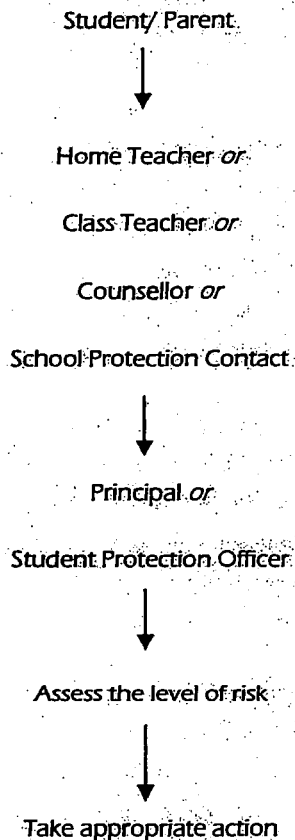 Student/ Parent
Home Teacher or
Class Teacher or
Counsellor or
School Protection Contact
Principal or
Student Protection Officer
Assess the level of risk
Take appropriate action